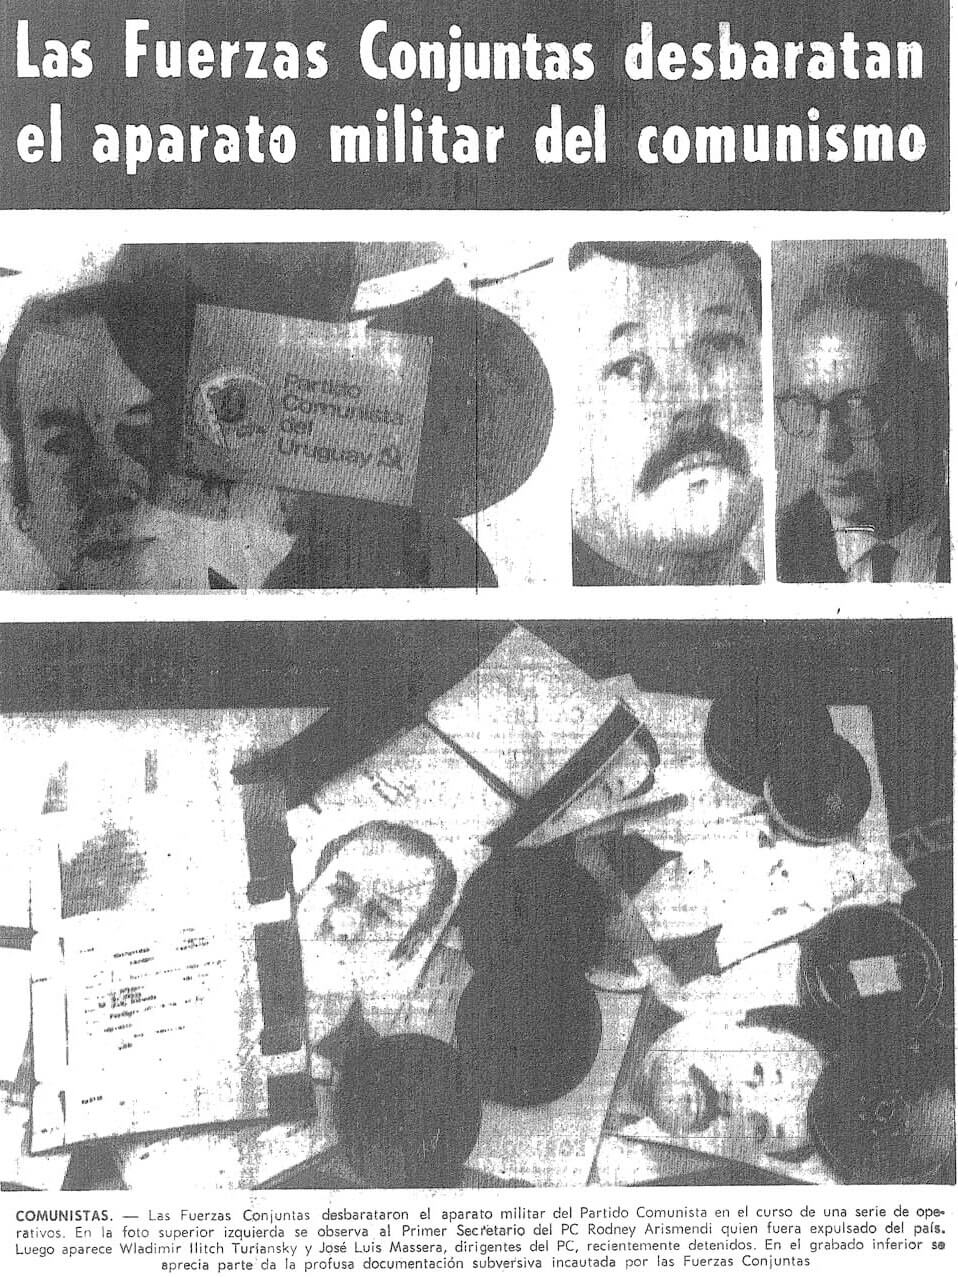 Las Fuerzas Conjuntas desbaratan
el aparato militar del comunismo
Partido
Comunista
del
Uruguay
COMUNISTAS. — Las Fuerzas Conjuntas desbarataron el aparato militar del Partido Comunista en el curso de una serie de ope-
rativos. En la foto superior izquierda se observa al Primer Secretario del PC Rodney Arismendi quien fuera expulsado del país.
Luego aparece Wladimir Ilitch Turiansky y José Luis Massera, dirigentes del PC, recientemente detenidos. En el grabado inferior se
aprecia parte da la profusa documentación subversiva incautada por las Fuerzas Conjuntas